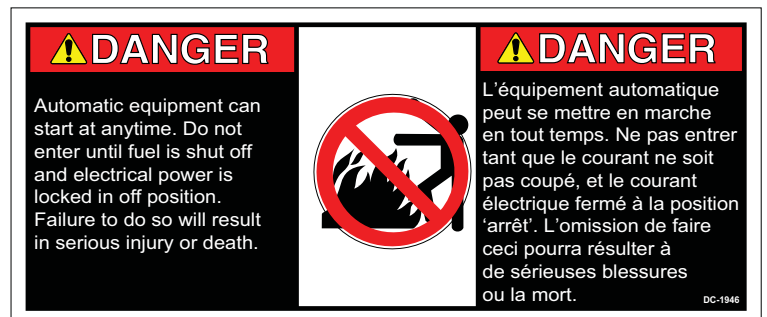 DANGER
Automatic equipment can
start at anytime. Do not
enter until fuel is shut off
and electrical power is
locked in off position.
Failure to do so will result
in serious injury or death.
DANGER
L'équipement automatique
peut se mettre en marche
en tout temps. Ne pas entrer
tant que le courant ne soit
pas coupé, et le courant
électrique fermé à la position
‘arrêt’. L'omission de faire
ceci pourra résulter à
de sérieuses blessures
ou la mort.
DC-1946